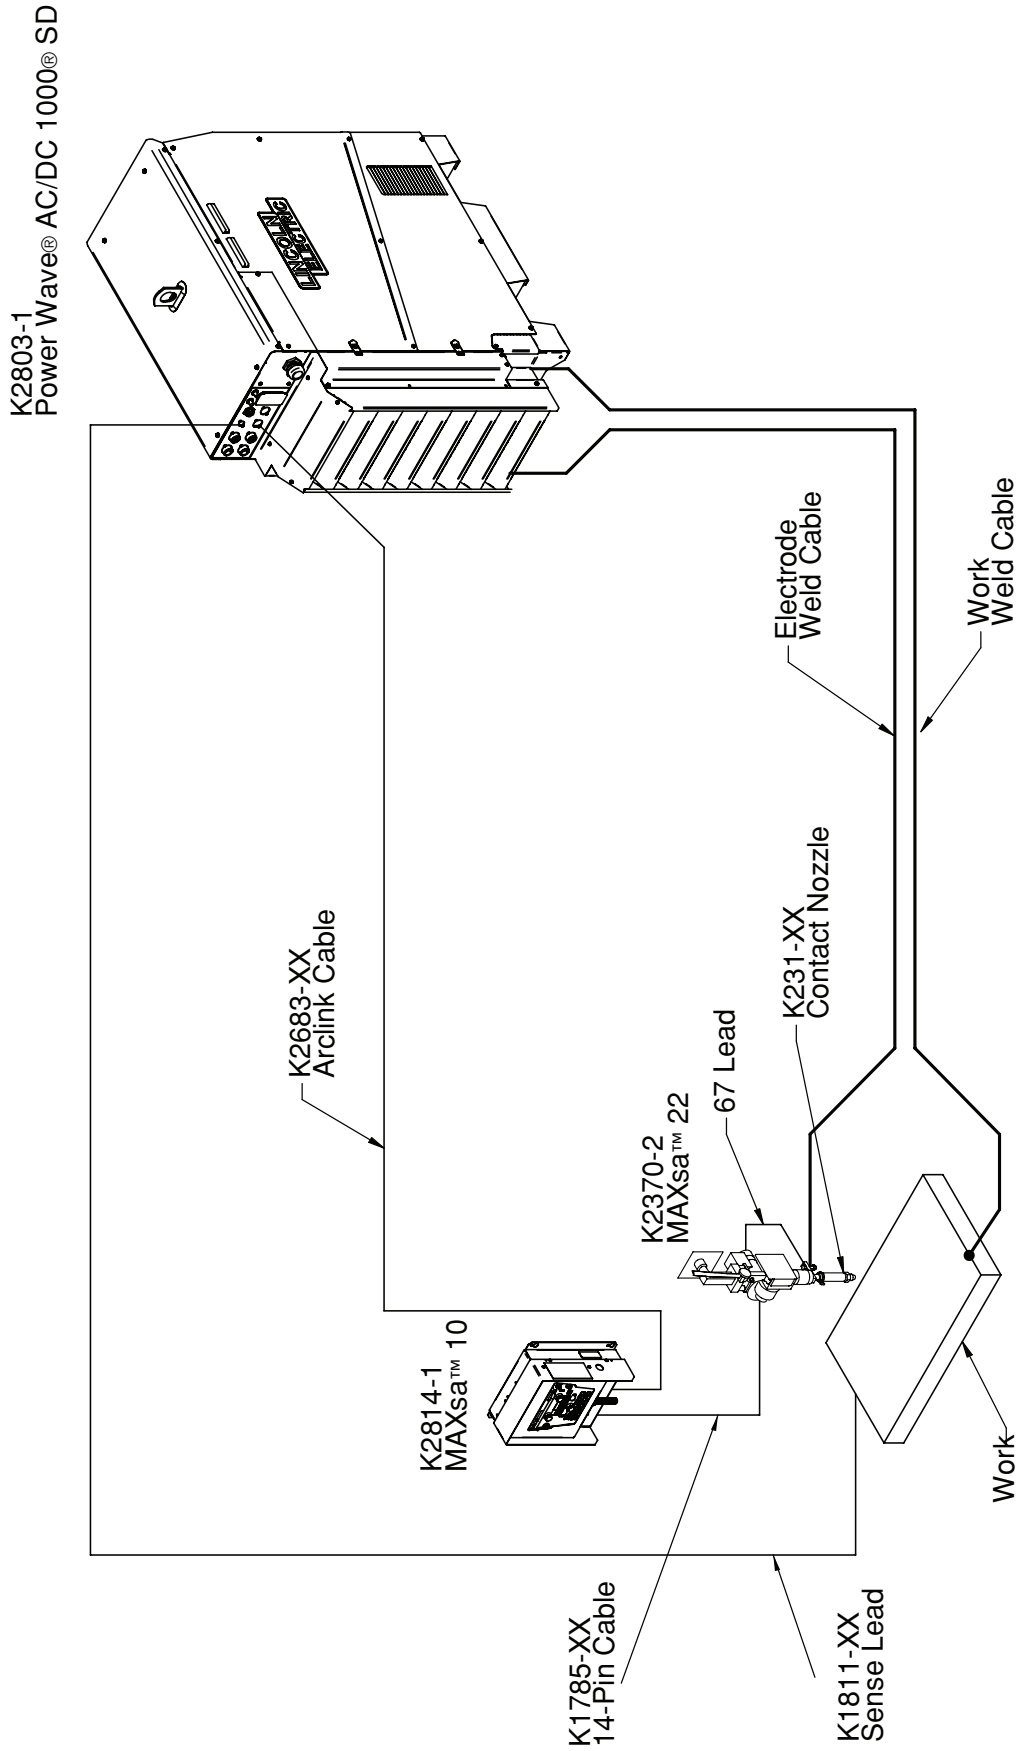 K2803-1
Power Wave® AC/DC 1000® SD
LINCOLN
ELECTRIC
K2683-XX
Arclink Cable
K2814-1
MAXsa™ 10
K2370-2
MAXsa™ 22
67 Lead
K231-XX
Contact Nozzle
Electrode
Weld Cable
Work
Weld Cable
K1785-XX
14-Pin Cable
K1811-XX
Sense Lead
Work